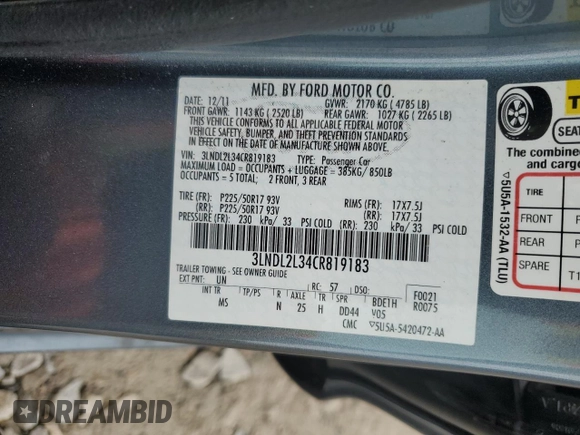 MFD. BY FORD MOTOR CO.
DATE: 12/11 GVWR: 2170 KG ( 4785 LB)
FRONT GAWR: 1143 KG ( 2520 LB) REAR GAWR: 1027 KG ( 2265 LB)
THIS VEHICLE CONFORMS TO ALL APPLICABLE FEDERAL MOTOR
VEHICLE SAFETY, BUMPER, AND THEFT PREVENTION STANDARDS
IN EFFECT ON THE DATE OF MANUFACTURE SHOWN ABOVE.
VIN: 3LNDL2L34CR819183 TYPE: Passenger Car
MAXIMUM LOAD = OCCUPANTS + LUGGAGE = 385KG/ 850LB
OCCUPANTS = 5 TOTAL; 2 FRONT, 3 REAR
TIRE (FR): P225/50R17 93V RIMS (FR): 17X7.5J
(RR): P225/50R17 93V (RR): 17X7.5J
PRESSURE (FR): 230 kPa/ 33 PSI COLD (RR): 230 kPa/ 33 PSI COLD
3LNDL2L34CR819183
TRAILER TOWING - SEE OWNER GUIDE
EXT PNT: UN RC: 57 DSO: F0021
INT TR TP/PS R AXLE TR SPR BDE1H R0075
MS N 25 H DD44 V05
CMC ▽5U5A-5420472-AA
SEAT
The combined
and cargo
TIRE
FRONT
REAR
SPARE
▽5U5A-1532-AA (TLU)
DREAMBID